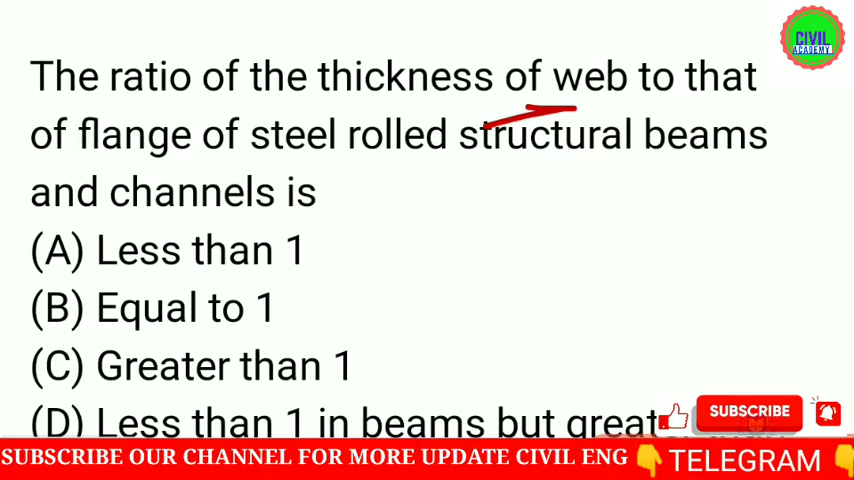 CIVIL
ACADEMY
The ratio of the thickness of web to that
of flange of steel rolled structural beams
and channels is
(A) Less than 1
(B) Equal to 1
(C) Greater than 1
(D) Less than 1 in beams but
SUBSCRIBE
SUBSCRIBE OUR CHANNEL FOR MORE UPDATE CIVIL ENG 👇 TELEGRAM 👇